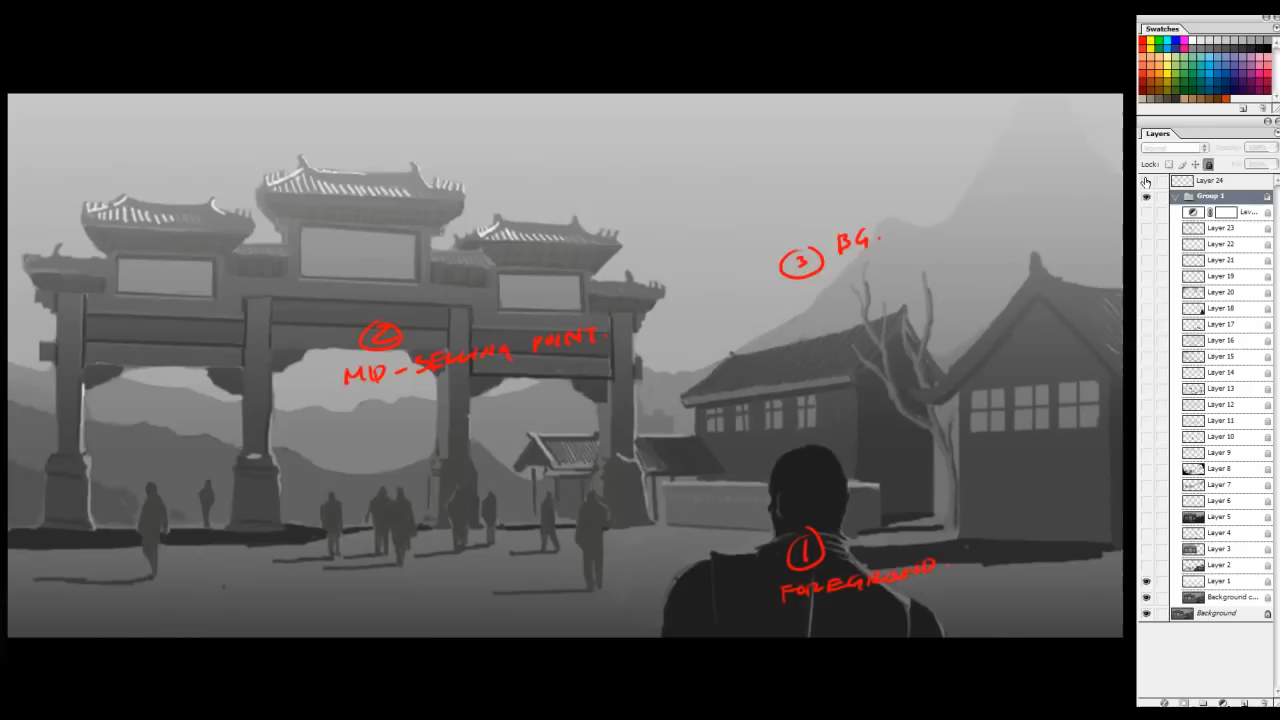 Swatches
Layers
Normal
Lock:
Layer 24
Group 1
Lev...
Layer 23
Layer 22
Layer 21
Layer 19
Layer 20
Layer 18
Layer 17
Layer 16
Layer 15
Layer 14
Layer 13
Layer 12
Layer 11
Layer 10
Layer 9
Layer 8
Layer 7
Layer 6
Layer 5
Layer 4
Layer 3
Layer 2
Layer 1
Background c...
Background
3 BG.
2
MID - SELLING POINT.
1
FOREGROUND.